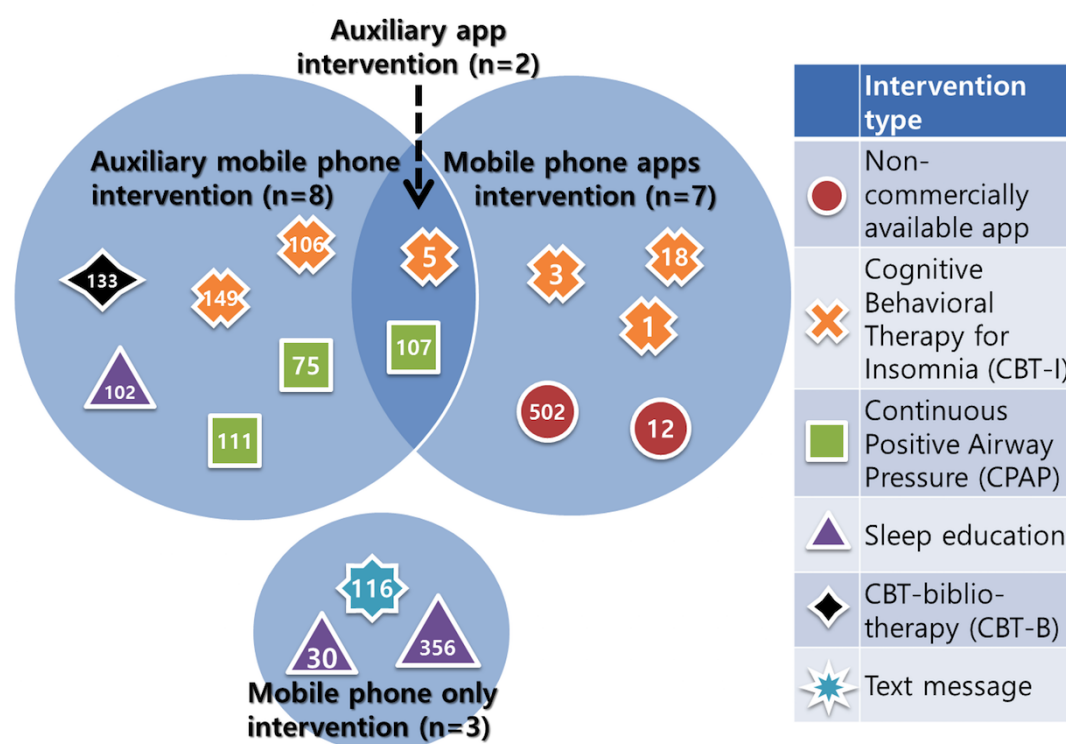 Auxiliary app
intervention (n=2)
Auxiliary mobile phone
intervention (n=8)
Mobile phone apps
intervention (n=7)
133
149
106
5
3
18
1
102
75
107
111
502
12
116
30
356
Mobile phone only
intervention (n=3)
Intervention
type
Non-
commercially
available app
Cognitive
Behavioral
Therapy for
Insomnia (CBT-I)
Continuous
Positive Airway
Pressure (CPAP)
Sleep education
CBT-biblio-
therapy (CBT-B)
Text message